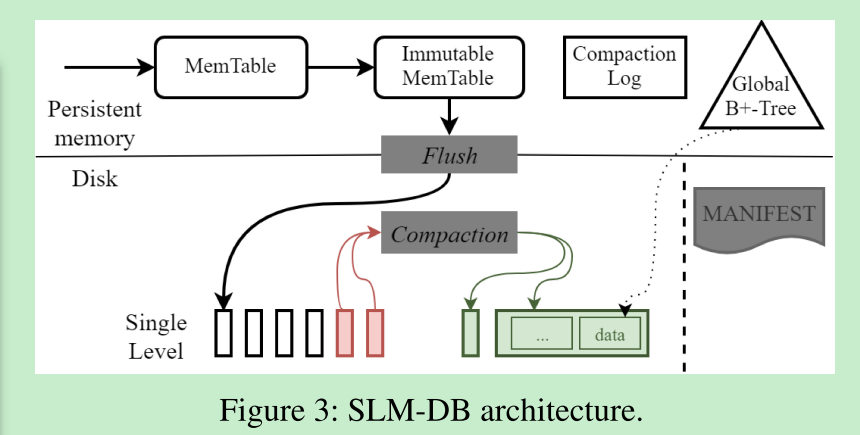 MemTable
Immutable
MemTable
Compaction
Log
Global
B+-Tree
Persistent
memory
Flush
Disk
MANIFEST
Compaction
Single
Level
...
data
Figure 3: SLM-DB architecture.